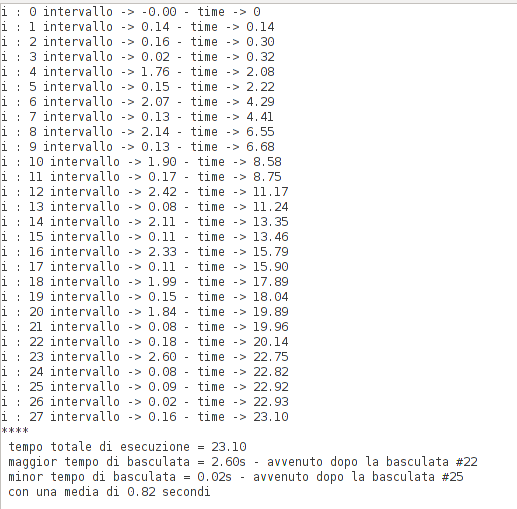 i : 0 intervallo -> -0.00 - time -> 0
i : 1 intervallo -> 0.14 - time -> 0.14
i : 2 intervallo -> 0.16 - time -> 0.30
i : 3 intervallo -> 0.02 - time -> 0.32
i : 4 intervallo -> 1.76 - time -> 2.08
i : 5 intervallo -> 0.15 - time -> 2.22
i : 6 intervallo -> 2.07 - time -> 4.29
i : 7 intervallo -> 0.13 - time -> 4.41
i : 8 intervallo -> 2.14 - time -> 6.55
i : 9 intervallo -> 0.13 - time -> 6.68
i : 10 intervallo -> 1.90 - time -> 8.58
i : 11 intervallo -> 0.17 - time -> 8.75
i : 12 intervallo -> 2.42 - time -> 11.17
i : 13 intervallo -> 0.08 - time -> 11.24
i : 14 intervallo -> 2.11 - time -> 13.35
i : 15 intervallo -> 0.11 - time -> 13.46
i : 16 intervallo -> 2.33 - time -> 15.79
i : 17 intervallo -> 0.11 - time -> 15.90
i : 18 intervallo -> 1.99 - time -> 17.89
i : 19 intervallo -> 0.15 - time -> 18.04
i : 20 intervallo -> 1.84 - time -> 19.89
i : 21 intervallo -> 0.08 - time -> 19.96
i : 22 intervallo -> 0.18 - time -> 20.14
i : 23 intervallo -> 2.60 - time -> 22.75
i : 24 intervallo -> 0.08 - time -> 22.82
i : 25 intervallo -> 0.09 - time -> 22.92
i : 26 intervallo -> 0.02 - time -> 22.93
i : 27 intervallo -> 0.16 - time -> 23.10
****
tempo totale di esecuzione = 23.10
maggior tempo di basculata = 2.60s - avvenuto dopo la basculata #22
minor tempo di basculata = 0.02s - avvenuto dopo la basculata #25
con una media di 0.82 secondi